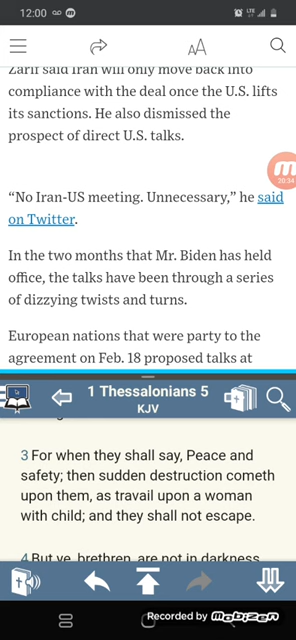 12:00
LTE
AA
Zarif said Iran will only move back into
compliance with the deal once the U.S. lifts
its sanctions. He also dismissed the
prospect of direct U.S. talks.
20:34
“No Iran-US meeting. Unnecessary,” he said
on Twitter.
In the two months that Mr. Biden has held
office, the talks have been through a series
of dizzying twists and turns.
European nations that were party to the
agreement on Feb. 18 proposed talks at
1 Thessalonians 5
KJV
3 For when they shall say, Peace and
safety; then sudden destruction cometh
upon them, as travail upon a woman
with child; and they shall not escape.
4 But ye, brethren, are not in darkness,
Recorded by Mobizen